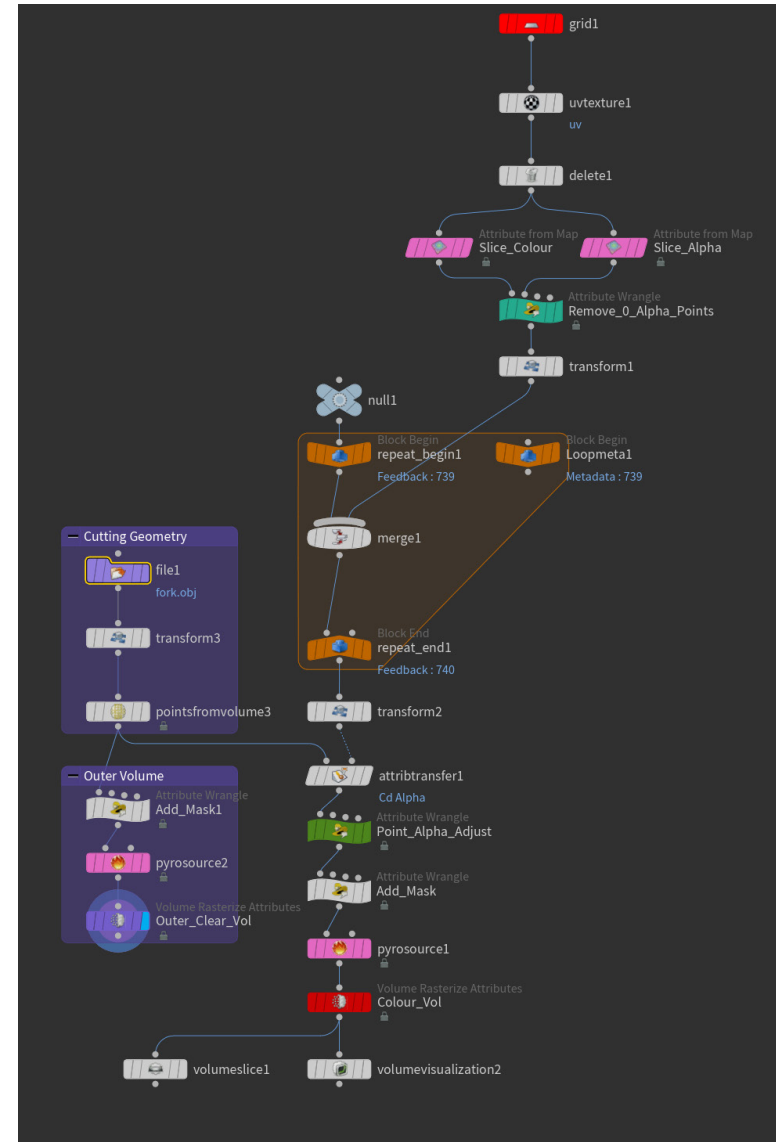 grid1
uvtexture1
uv
delete1
Attribute from Map
Slice_Colour
Attribute from Map
Slice_Alpha
Attribute Wrangle
Remove_0_Alpha_Points
transform1
null1
Block Begin
repeat_begin1
Feedback : 739
Block Begin
Loopmeta1
Metadata : 739
merge1
Cutting Geometry
file1
fork.obj
transform3
pointsfromvolume3
Block End
repeat_end1
Feedback : 740
transform2
Outer Volume
Attribute Wrangle
Add_Mask1
pyrosource2
Volume Rasterize Attributes
Outer_Clear_Vol
attribtransfer1
Cd Alpha
Attribute Wrangle
Point_Alpha_Adjust
Attribute Wrangle
Add_Mask
pyrosource1
Volume Rasterize Attributes
Colour_Vol
volumeslice1
volumevisualization2